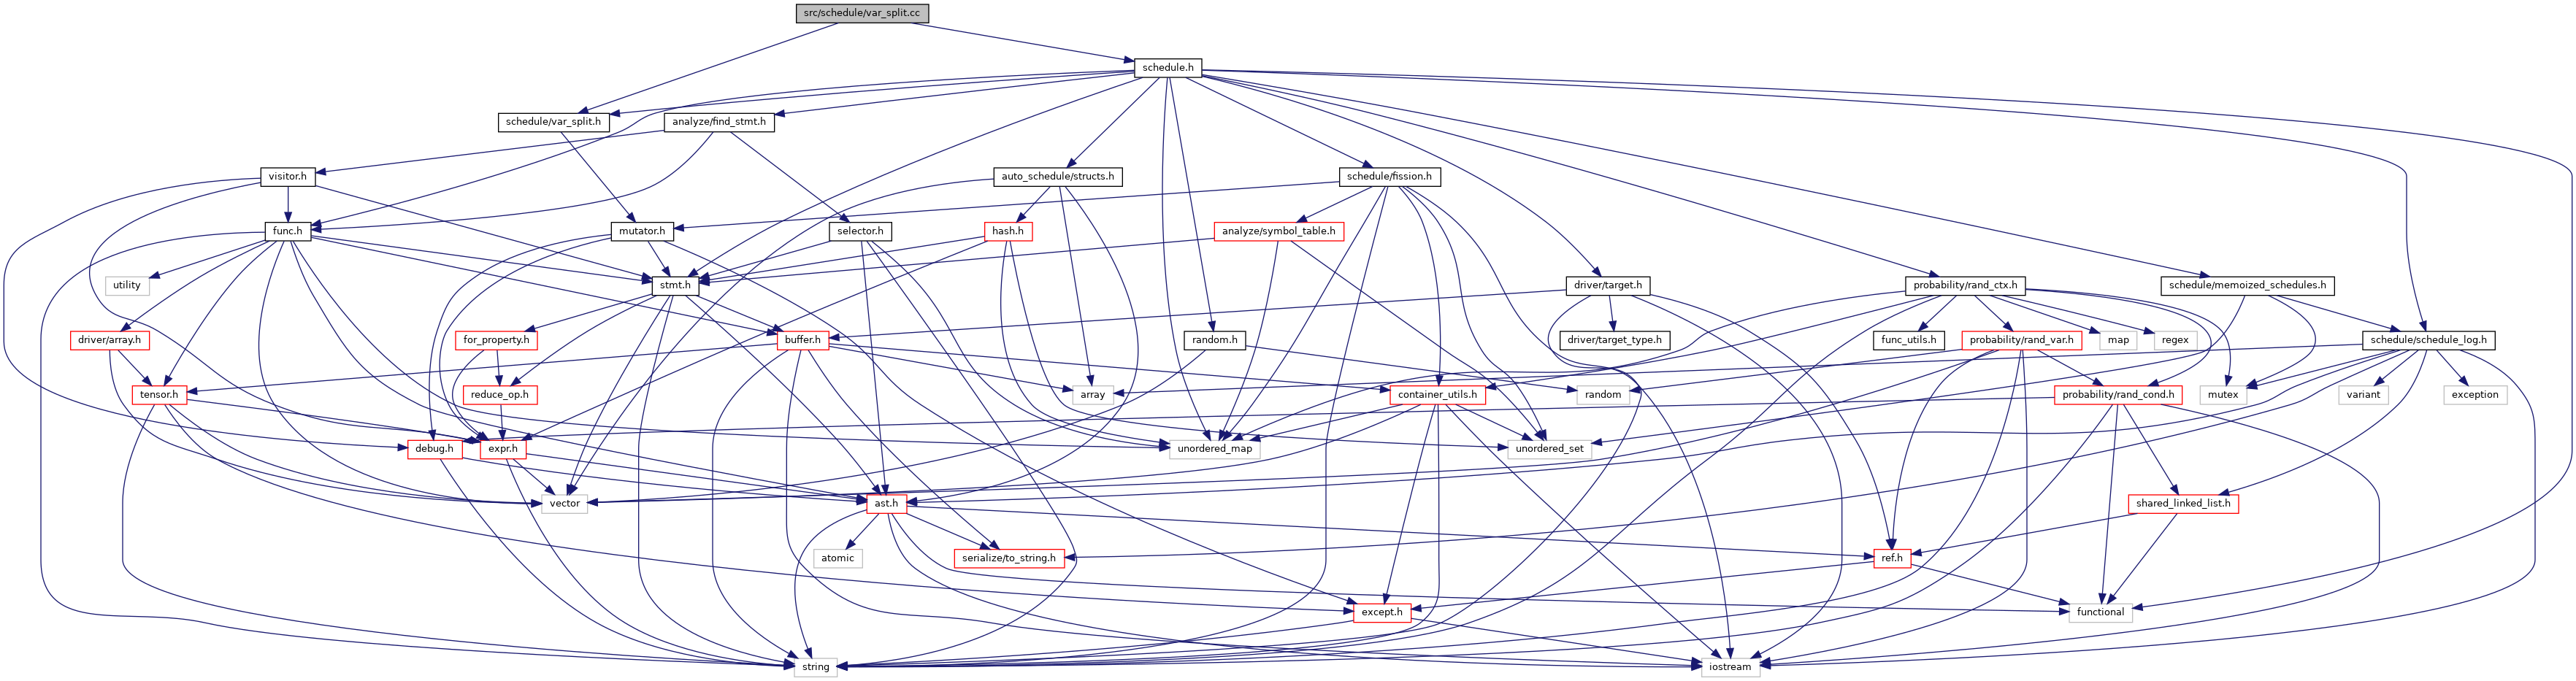 src/schedule/var_split.cc
schedule.h
schedule/var_split.h
analyze/find_stmt.h
visitor.h
auto_schedule/structs.h
schedule/fission.h
func.h
mutator.h
selector.h
hash.h
analyze/symbol_table.h
utility
stmt.h
driver/target.h
probability/rand_ctx.h
schedule/memoized_schedules.h
driver/array.h
for_property.h
buffer.h
random.h
driver/target_type.h
func_utils.h
probability/rand_var.h
map
regex
schedule/schedule_log.h
tensor.h
reduce_op.h
array
container_utils.h
random
probability/rand_cond.h
mutex
variant
exception
debug.h
expr.h
unordered_map
unordered_set
vector
ast.h
shared_linked_list.h
atomic
serialize/to_string.h
ref.h
except.h
functional
string
iostream